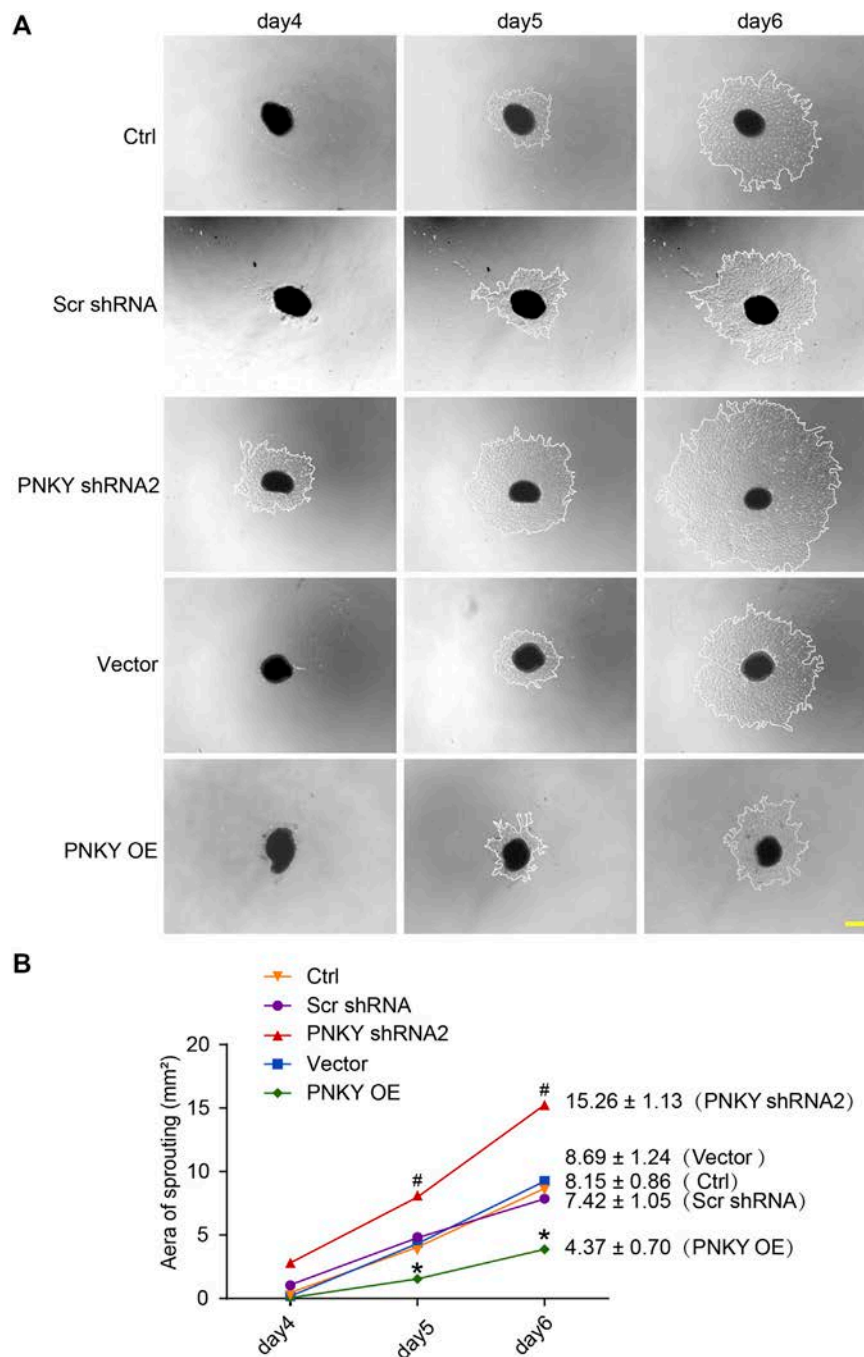 A
day4 day5 day6
Ctrl
Scr shRNA
PNKY shRNA2
Vector
PNKY OE
B
Ctrl
Scr shRNA
PNKY shRNA2
Vector
PNKY OE
Aera of sprouting (mm²)
20
15
10
5
0
# # * *
15.26 ± 1.13 (PNKY shRNA2)
8.69 ± 1.24 (Vector)
8.15 ± 0.86 (Ctrl)
7.42 ± 1.05 (Scr shRNA)
4.37 ± 0.70 (PNKY OE)
day4 day5 day6